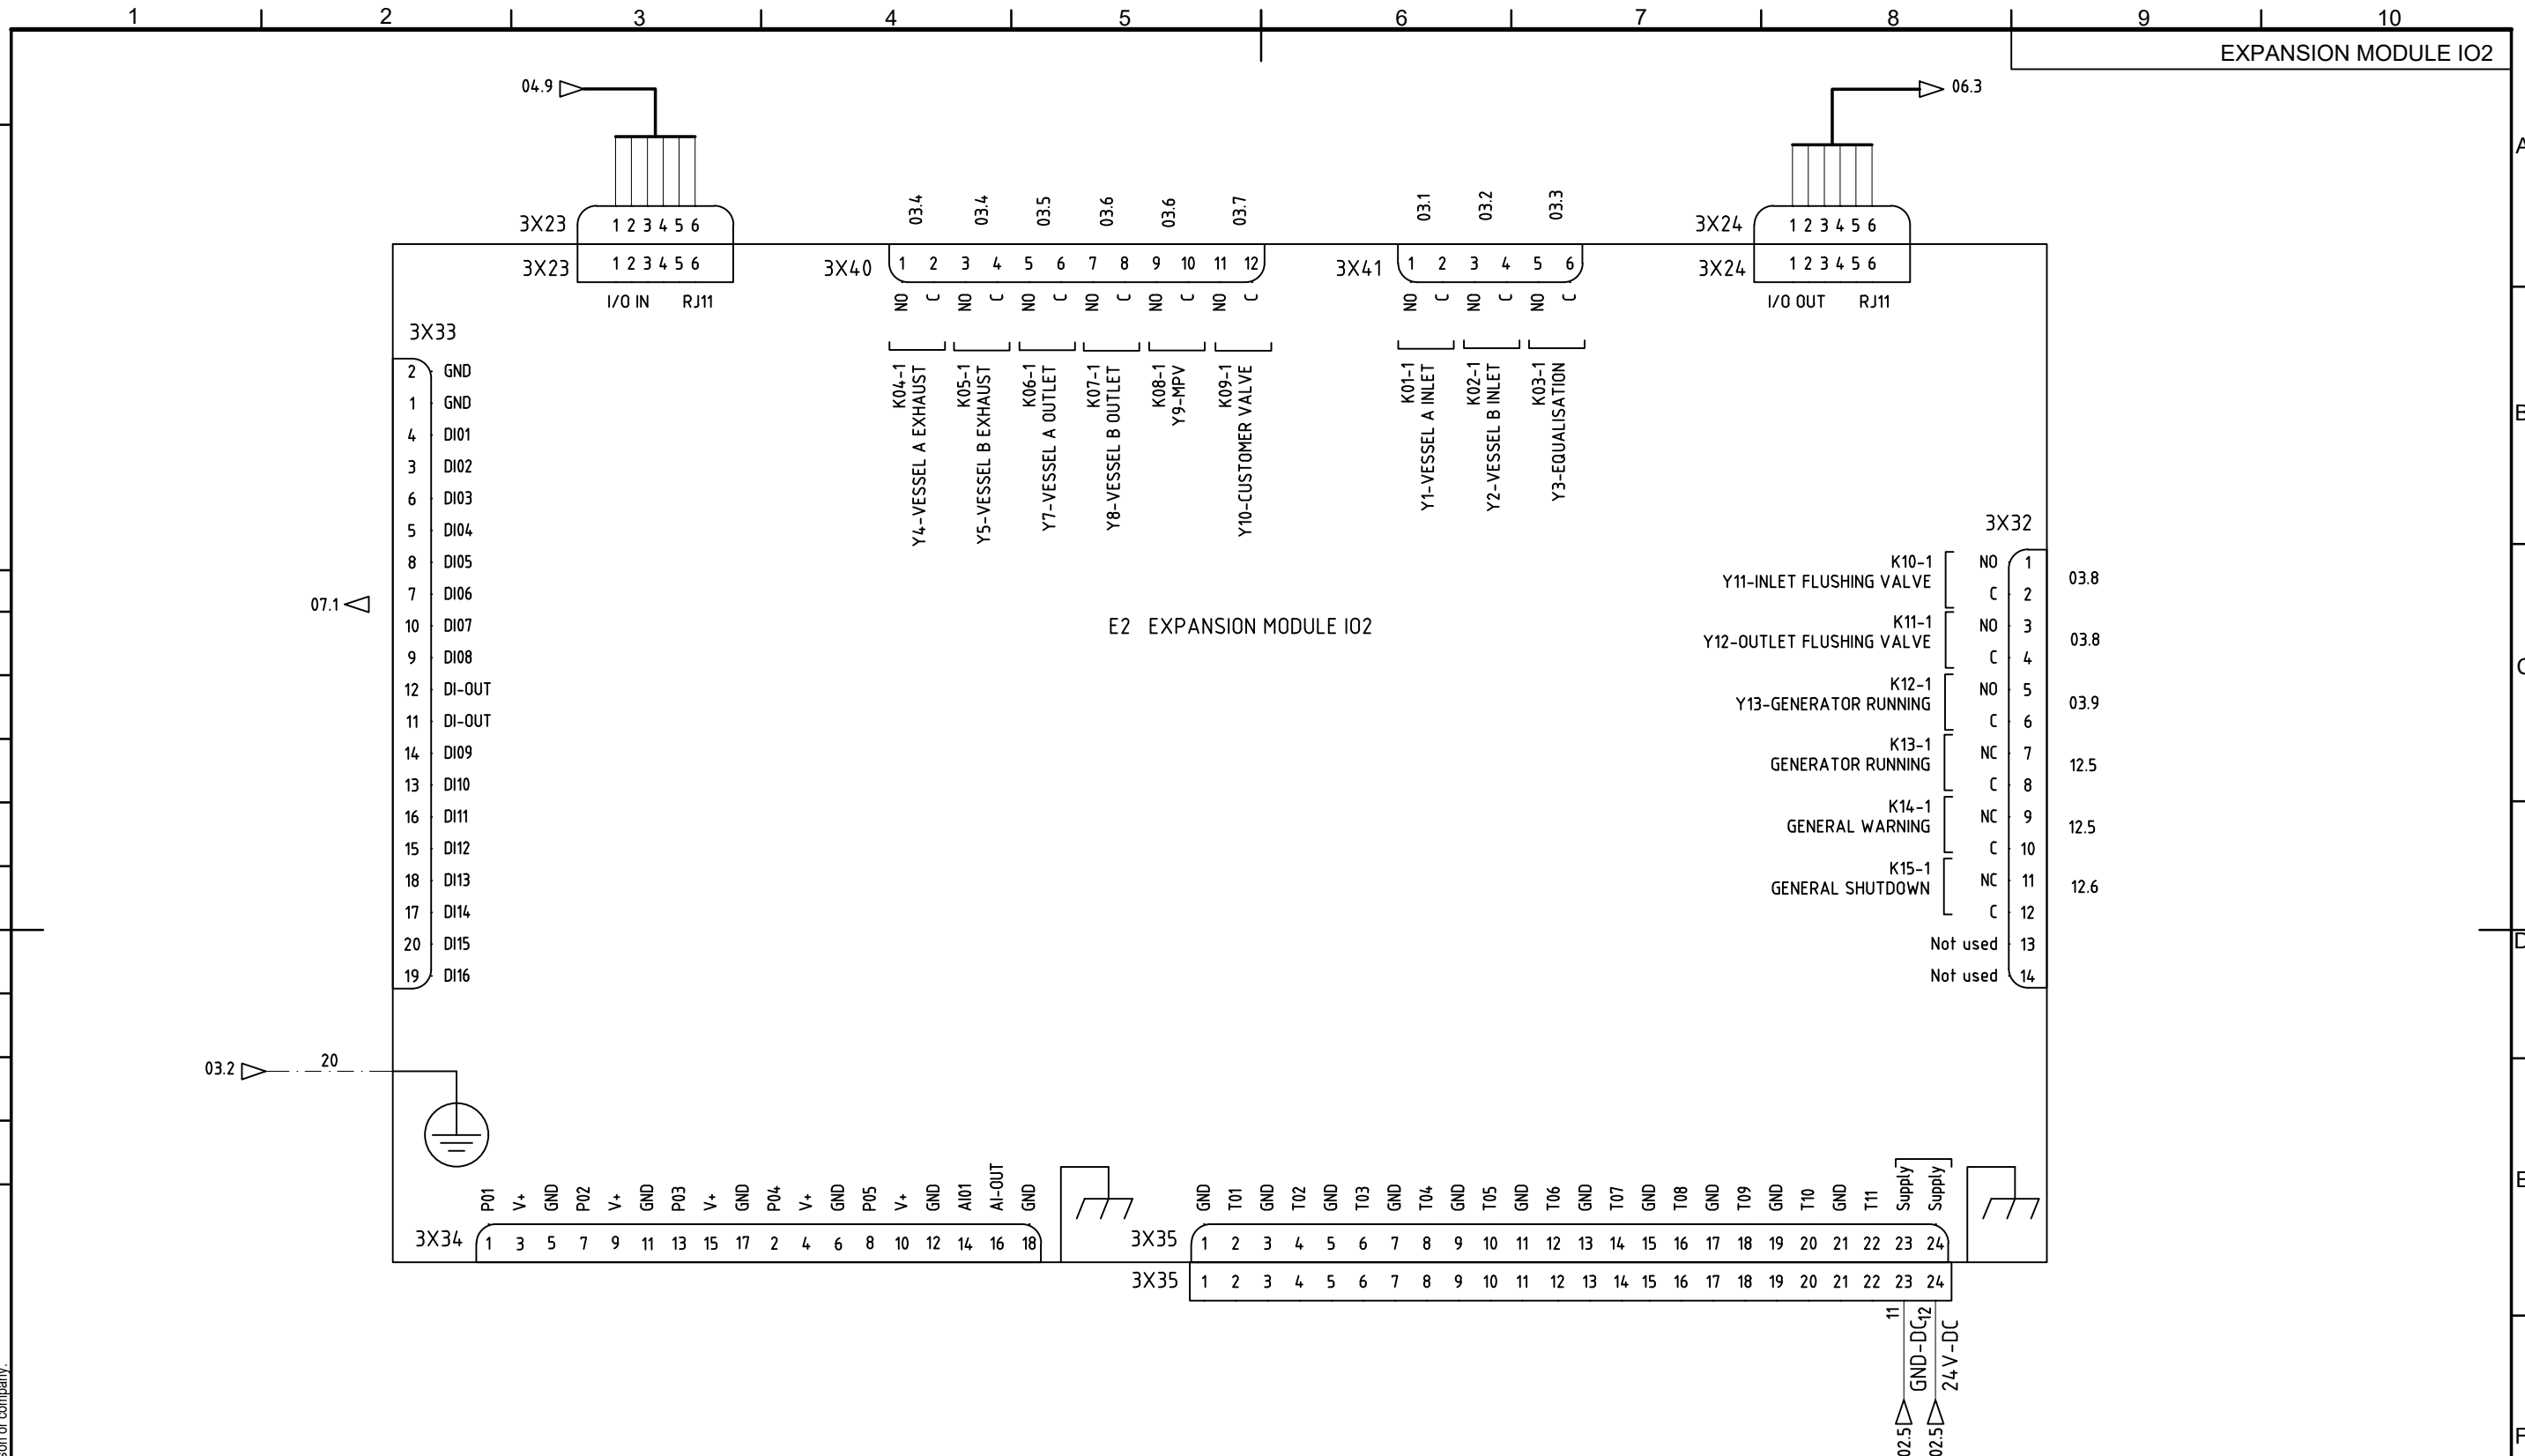 1 2 3 4 5 6 7 8 9 10
EXPANSION MODULE IO2
04.9
06.3
A
3X23 1 2 3 4 5 6
3X23 1 2 3 4 5 6
I/O IN RJ11
03.4 03.4 03.5 03.6 03.6 03.7
3X40 1 2 3 4 5 6 7 8 9 10 11 12
NO C NO C NO C NO C NO C NO C
K04-1
Y4-VESSEL A EXHAUST
K05-1
Y5-VESSEL B EXHAUST
K06-1
Y7-VESSEL A OUTLET
K07-1
Y8-VESSEL B OUTLET
K08-1
Y9-MPV
K09-1
Y10-CUSTOMER VALVE
03.1 03.2 03.3
3X41 1 2 3 4 5 6
NO C NO C NO C
K01-1
Y1-VESSEL A INLET
K02-1
Y2-VESSEL B INLET
K03-1
Y3-EQUALISATION
3X24 1 2 3 4 5 6
3X24 1 2 3 4 5 6
I/O OUT RJ11
B
3X33
2 GND
1 GND
4 DI01
3 DI02
6 DI03
5 DI04
8 DI05
7 DI06
10 DI07
9 DI08
12 DI-OUT
11 DI-OUT
14 DI09
13 DI10
16 DI11
15 DI12
18 DI13
17 DI14
20 DI15
19 DI16
07.1
E2 EXPANSION MODULE IO2
3X32
K10-1 NO 1
Y11-INLET FLUSHING VALVE 03.8
C 2
K11-1 NO 3
Y12-OUTLET FLUSHING VALVE 03.8
C 4
C
K12-1 NO 5
Y13-GENERATOR RUNNING 03.9
C 6
K13-1 NC 7
GENERATOR RUNNING 12.5
C 8
K14-1 NC 9
GENERAL WARNING 12.5
C 10
K15-1 NC 11
GENERAL SHUTDOWN 12.6
C 12
Not used 13
D
Not used 14
03.2 20
E
P01 V+ GND P02 V+ GND P03 V+ GND P04 V+ GND P05 V+ GND AI01 AI-OUT GND
3X34 1 3 5 7 9 11 13 15 17 2 4 6 8 10 12 14 16 18
GND T01 GND T02 GND T03 GND T04 GND T05 GND T06 GND T07 GND T08 GND T09 GND T10 GND T11 Supply Supply
3X35 1 2 3 4 5 6 7 8 9 10 11 12 13 14 15 16 17 18 19 20 21 22 23 24
3X35 1 2 3 4 5 6 7 8 9 10 11 12 13 14 15 16 17 18 19 20 21 22 23 24
11 12
GND-DC
24V-DC
02.5 02.5
F
or company.